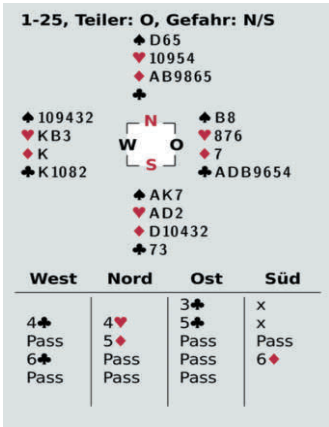 1-25, Teiler: O, Gefahr: N/S
♠D65
♥10954
♦AB9865
♣
♠109432
♥KB3
♦K
♣K1082
N
W O
S
♠B8
♥876
♦7
♣ADB9654
♠AK7
♥AD2
♦D10432
♣73
West Nord Ost Süd
3♣ x
4♣ 4♥ 5♣ x
Pass 5♦ Pass Pass
6♣ Pass Pass 6♦
Pass Pass Pass